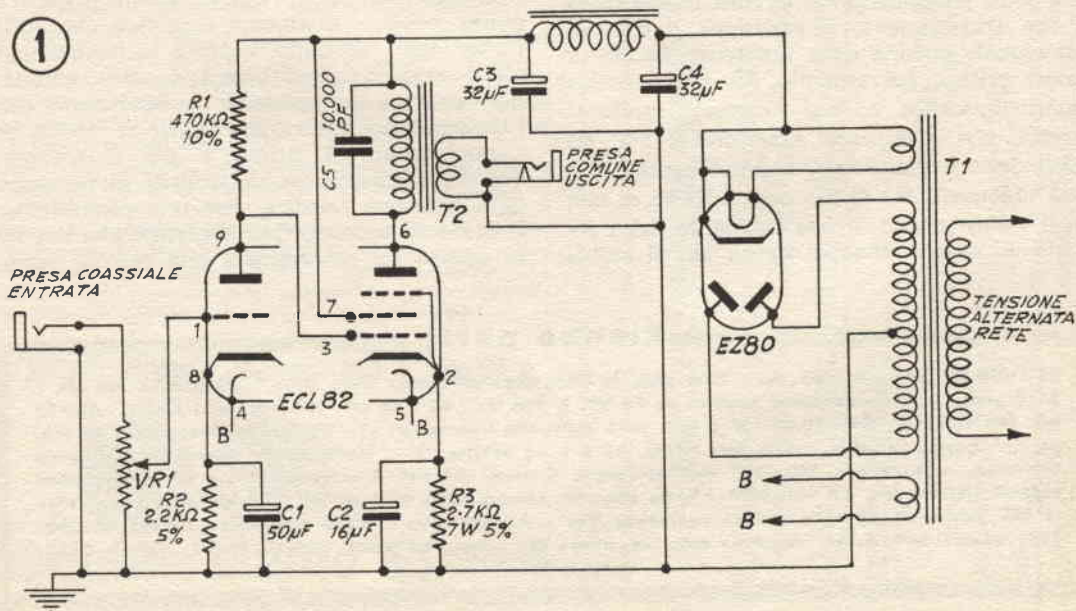 1
R1
470KΩ
10%
10.000
PF
C5
C3
32µF
C4
32µF
T1
T2
PRESA
COMUNE
USCITA
9
6
PRESA COASSIALE
ENTRATA
1
7
3
8
2
4
ECL82
5
B
B
EZ80
TENSIONE
ALTERNATA
RETE
VR1
R2
2.2KΩ
5%
C1
50µF
C2
16µF
R3
2.7KΩ
7W 5%
B
B